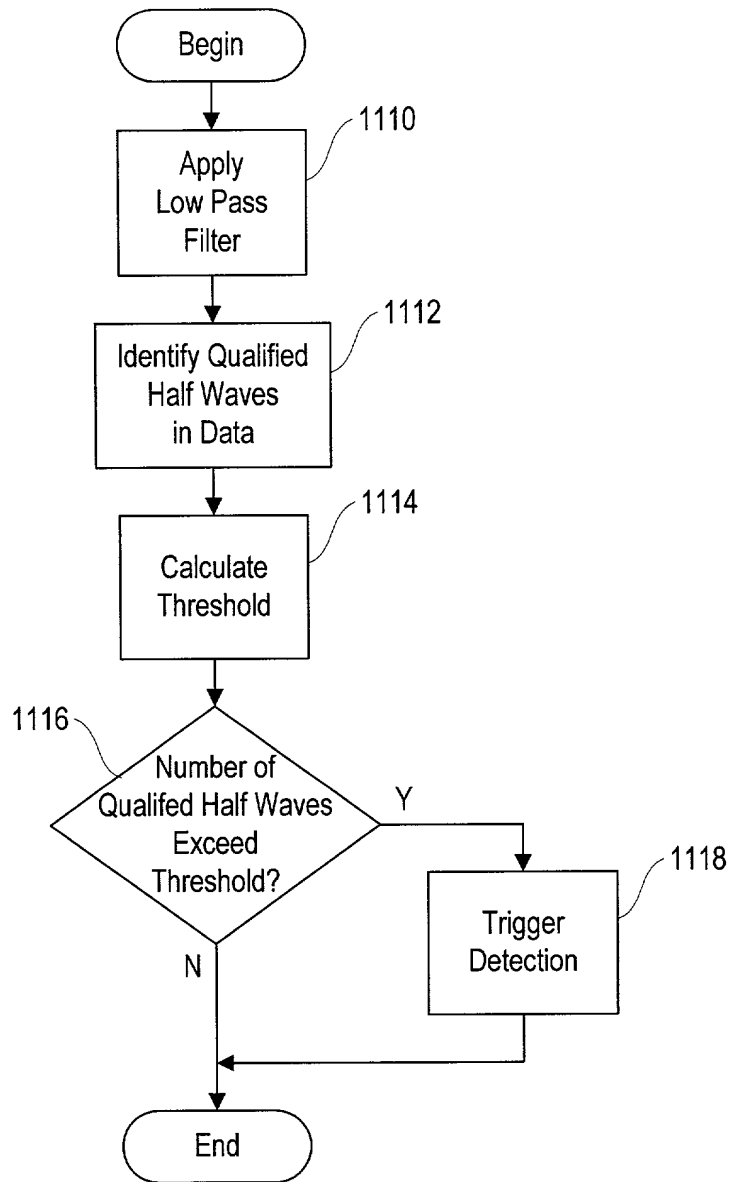 Begin
1110
Apply
Low Pass
Filter
1112
Identify Qualified
Half Waves
in Data
1114
Calculate
Threshold
1116
Number of
Qualifed Half Waves
Exceed
Threshold?
Y
1118
Trigger
Detection
N
End